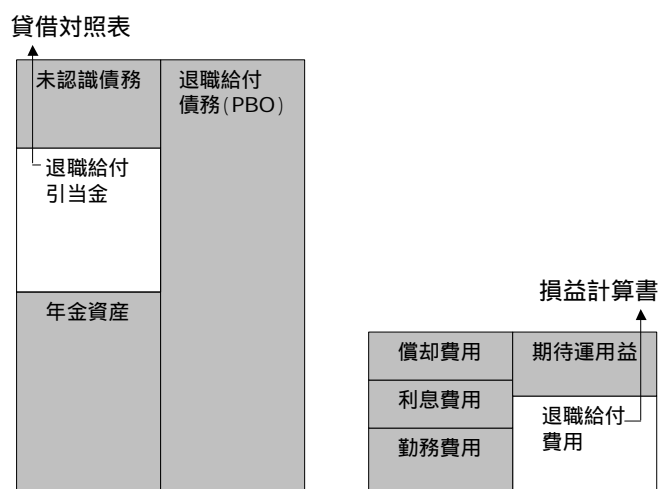 貸借対照表
未認識債務
退職給付
債務(PBO)
退職給付
引当金
年金資産
損益計算書
償却費用
期待運用益
利息費用
退職給付
費用
勤務費用